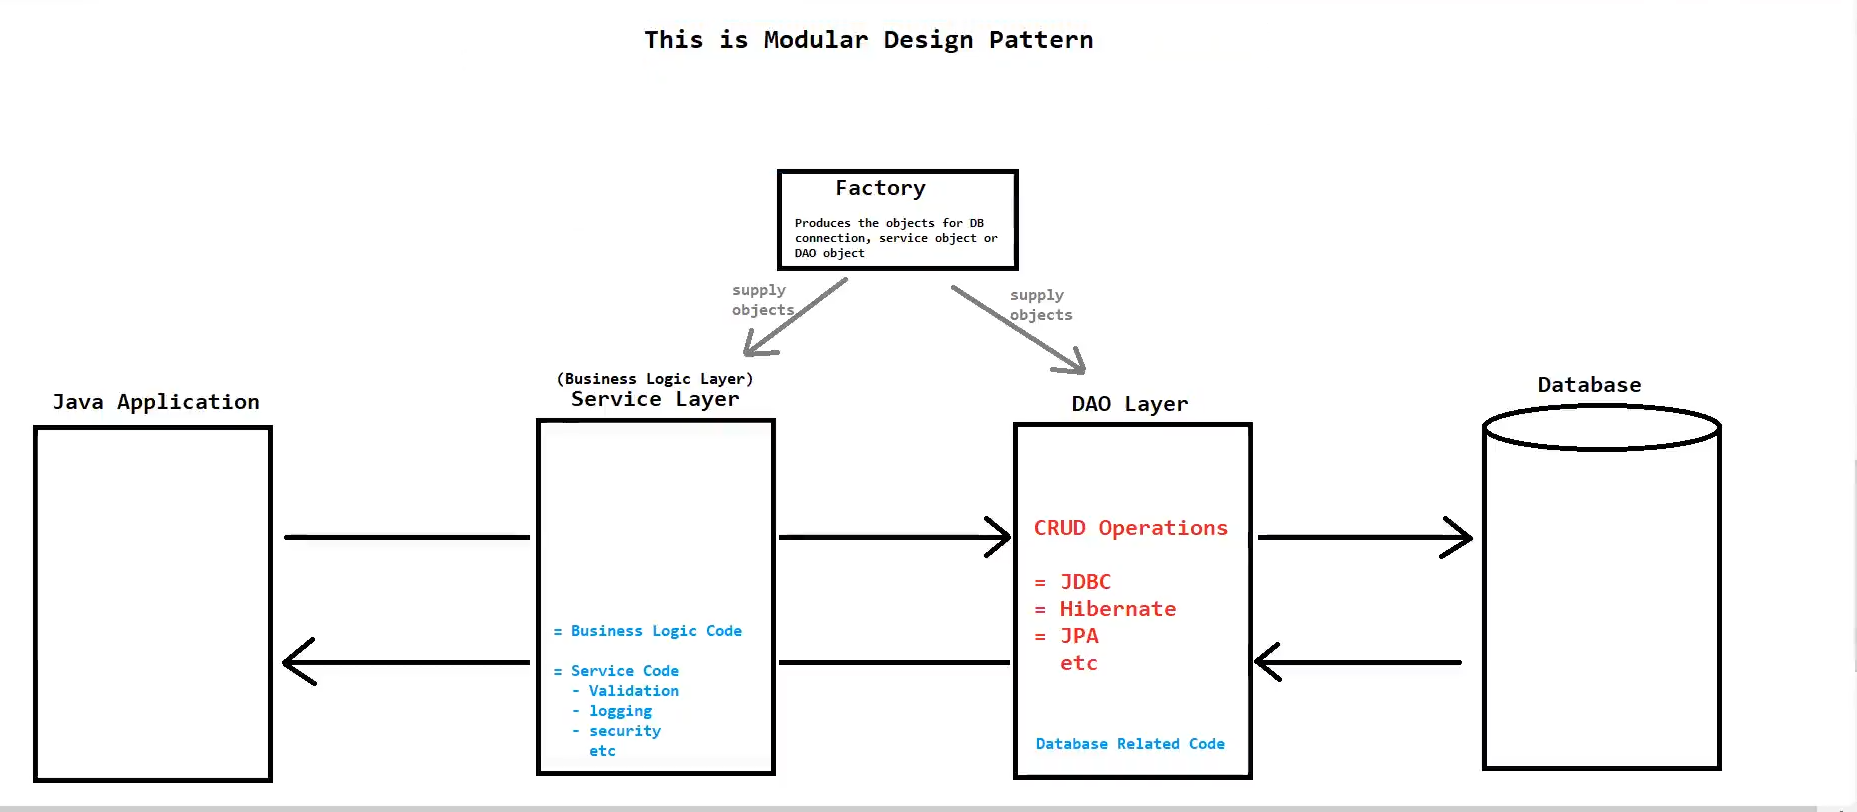 This is Modular Design Pattern
Factory
Produces the objects for DB
connection, service object or
DAO object
supply
objects
supply
objects
Java Application
(Business Logic Layer)
Service Layer
= Business Logic Code
= Service Code
- Validation
- logging
- security
etc
DAO Layer
CRUD Operations
= JDBC
= Hibernate
= JPA
etc
Database Related Code
Database